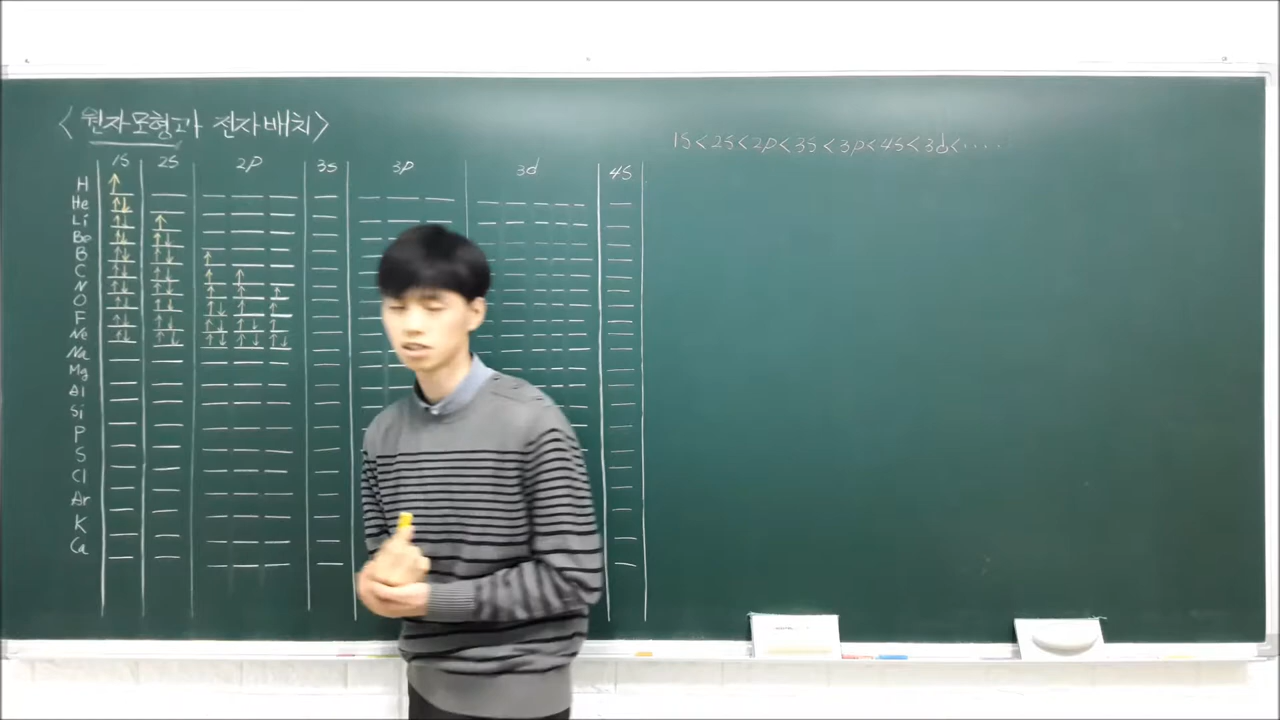 <원자모형과 전자배치>
1S<2S<2p<3S<3p<4S<3d<·····
1S 2S 2p 3S 3p 3d 4S
H
He
Li
Be
B
C
N
O
F
Ne
Na
Mg
Al
Si
P
S
Cl
Ar
K
Ca